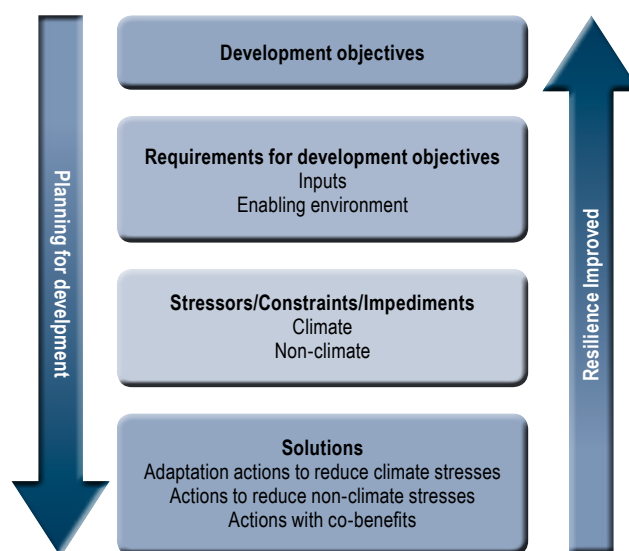 Development objectives
Requirements for development objectives
Inputs
Enabling environment
Stressors/Constraints/Impediments
Climate
Non-climate
Solutions
Adaptation actions to reduce climate stresses
Actions to reduce non-climate stresses
Actions with co-benefits
Planning for develpment
Resilience Improved